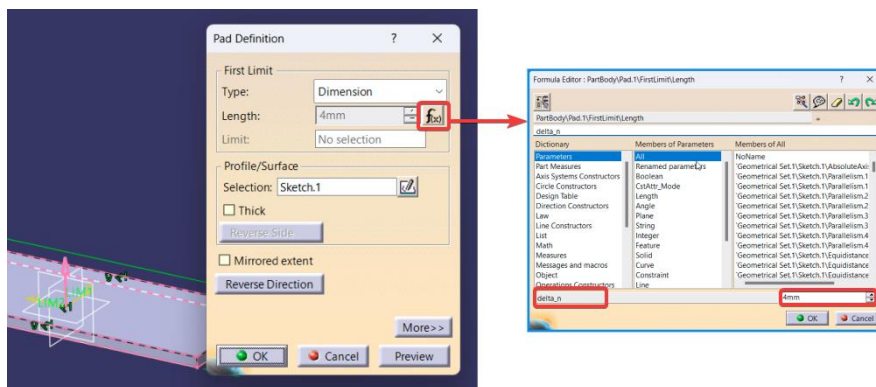 Pad Definition ? ×
First Limit
Type: Dimension
Length: 4mm f(x)
Limit: No selection
Profile/Surface
Selection: Sketch.1
Thick
Reverse Side
Mirrored extent
Reverse Direction
More>>
OK Cancel Preview
Formula Editor : PartBody\Pad.1\FirstLimit\Length ? ×
PartBody\Pad.1\FirstLimit\Length =
delta_n
Dictionary Members of Parameters Members of All
Parameters All NoName
Part Measures Renamed parameters 'Geometrical Set.1\Sketch.1\AbsoluteAxis
Axis Systems Constructors Boolean 'Geometrical Set.1\Sketch.1\Parallelism.1
Circle Constructors CstAttr_Mode 'Geometrical Set.1\Sketch.1\Parallelism.1
Design Table Length 'Geometrical Set.1\Sketch.1\Parallelism.2
Direction Constructors Angle 'Geometrical Set.1\Sketch.1\Parallelism.2
Law Plane 'Geometrical Set.1\Sketch.1\Parallelism.3
Line Constructors String 'Geometrical Set.1\Sketch.1\Parallelism.3
List Integer 'Geometrical Set.1\Sketch.1\Parallelism.4
Math Feature 'Geometrical Set.1\Sketch.1\Parallelism.4
Measures Solid 'Geometrical Set.1\Sketch.1\Equidistance
Messages and macros Curve 'Geometrical Set.1\Sketch.1\Equidistance
Object Constraint 'Geometrical Set.1\Sketch.1\Equidistance
Operations Constructors Line
delta_n 4mm
OK Cancel